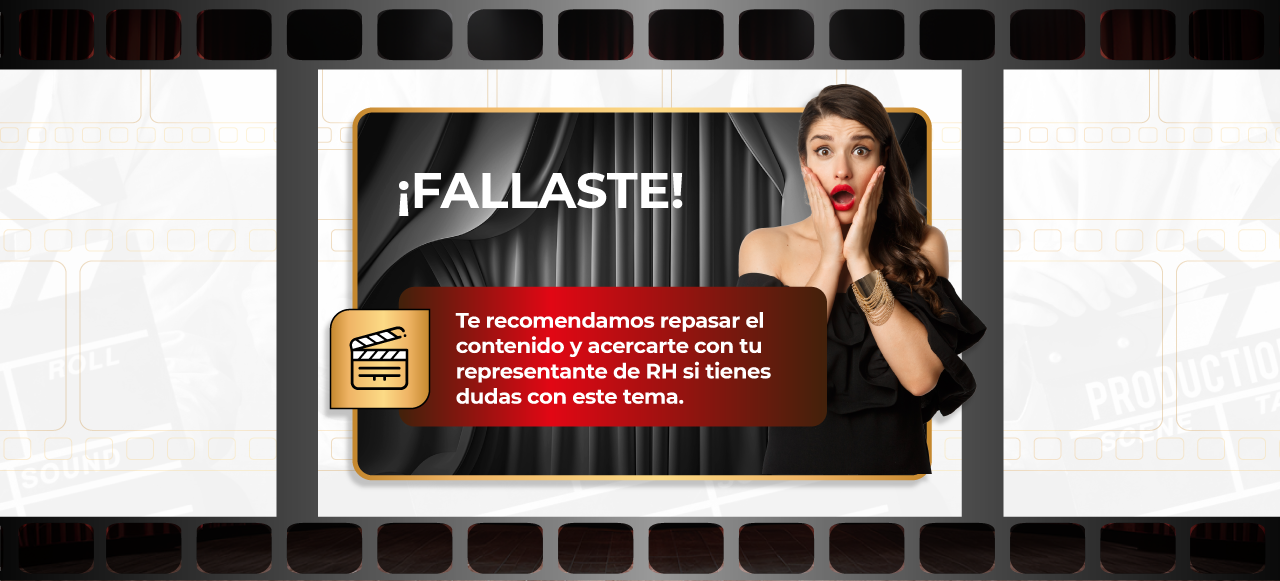 ¡FALLASTE!
Te recomendamos repasar el
contenido y acercarte con tu
representante de RH si tienes
dudas con este tema.
ROLL
SOUND
PRODUCTIO
SCENE